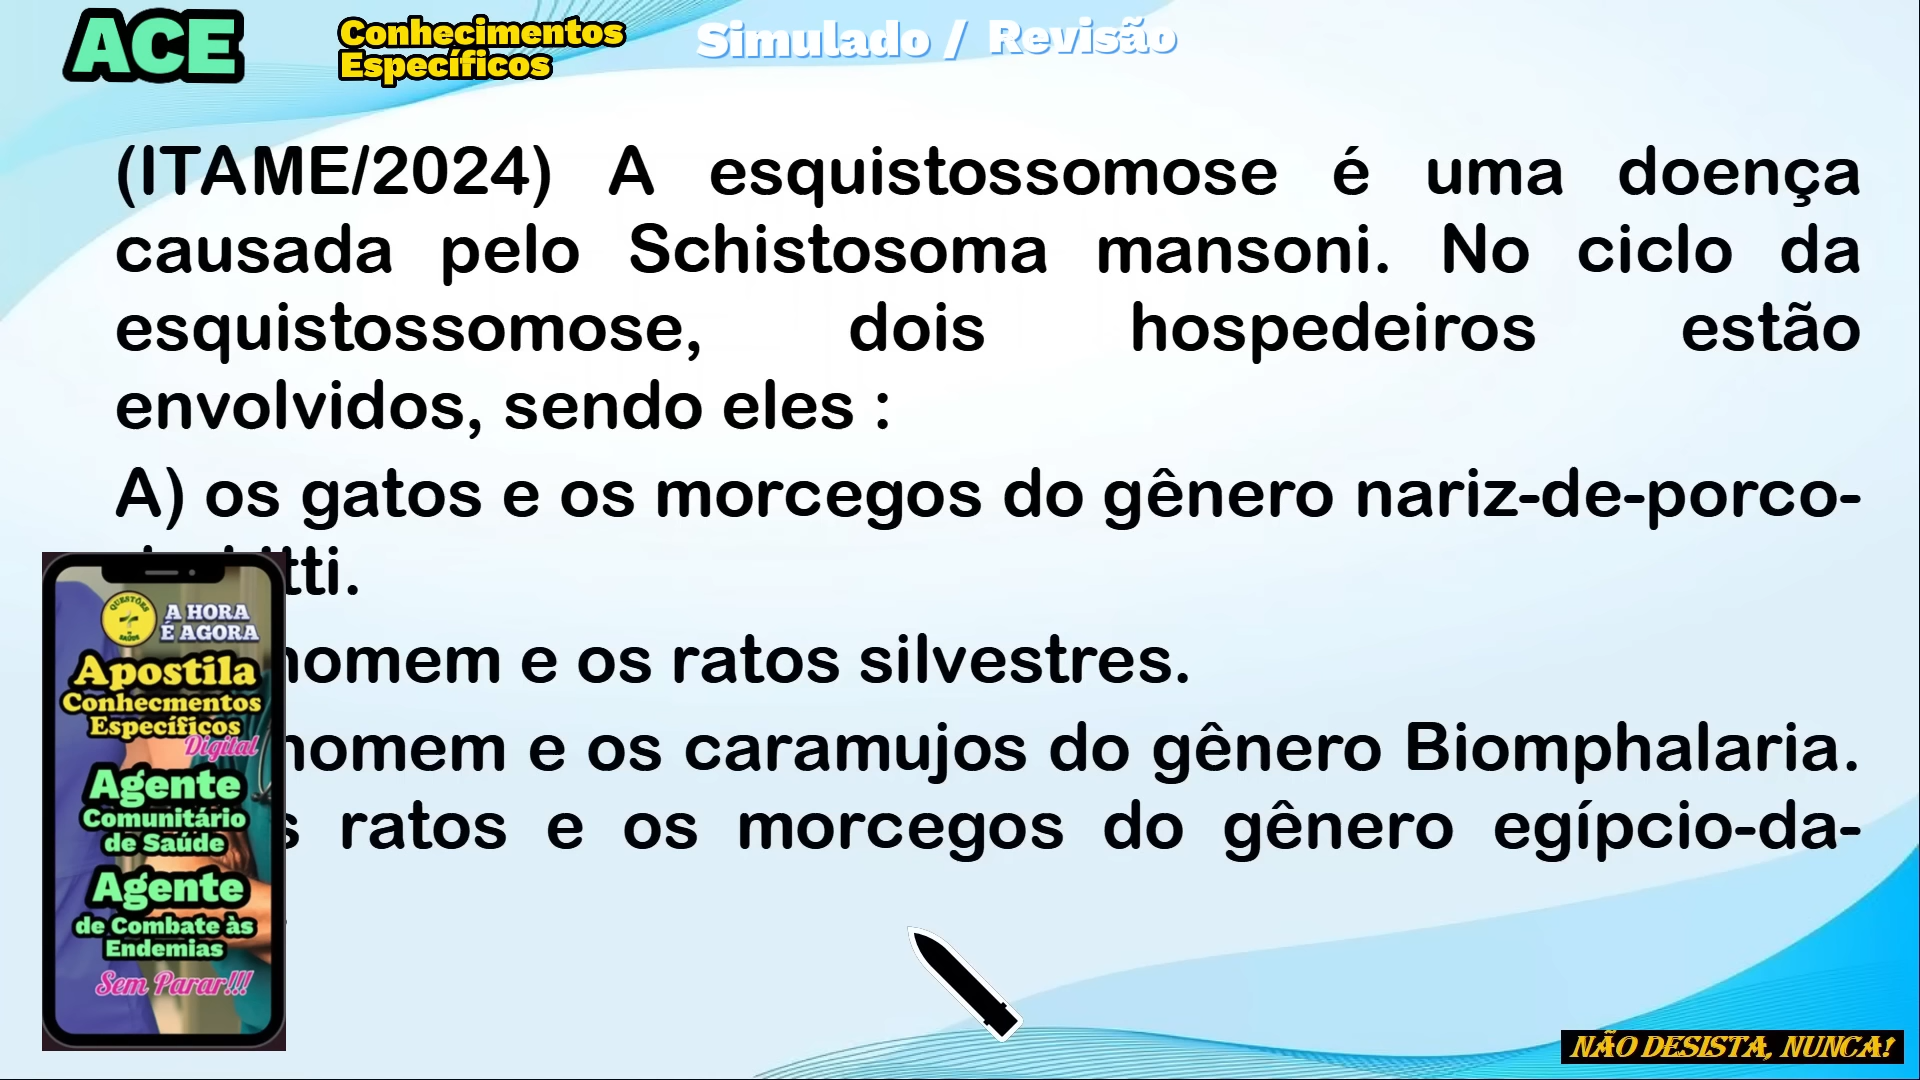 ACE
Conhecimentos
Específicos
Simulado / Revisão
(ITAME/2024) A esquistossomose é uma doença
causada pelo Schistosoma mansoni. No ciclo da
esquistossomose, dois hospedeiros estão
envolvidos, sendo eles :
A) os gatos e os morcegos do gênero nariz-de-porco-
tti.
homem e os ratos silvestres.
homem e os caramujos do gênero Biomphalaria.
s ratos e os morcegos do gênero egípcio-da-
QUESTÕES
SAÚDE
A HORA
É AGORA
Apostila
Conhecmentos
Específicos
Digital
Agente
Comunitário
de Saúde
Agente
de Combate às
Endemias
Sem Parar!!!
NÃO DESISTA, NUNCA!